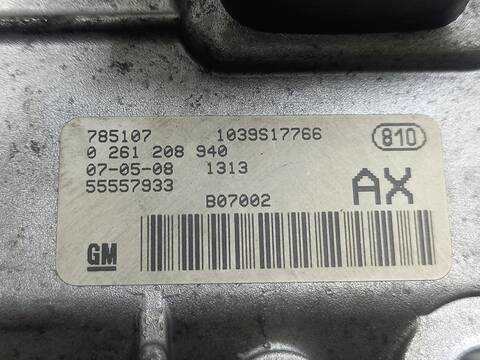 785107 1039S17766 810
0 261 208 940
07-05-08 1313
55557933 AX
B07002
GM